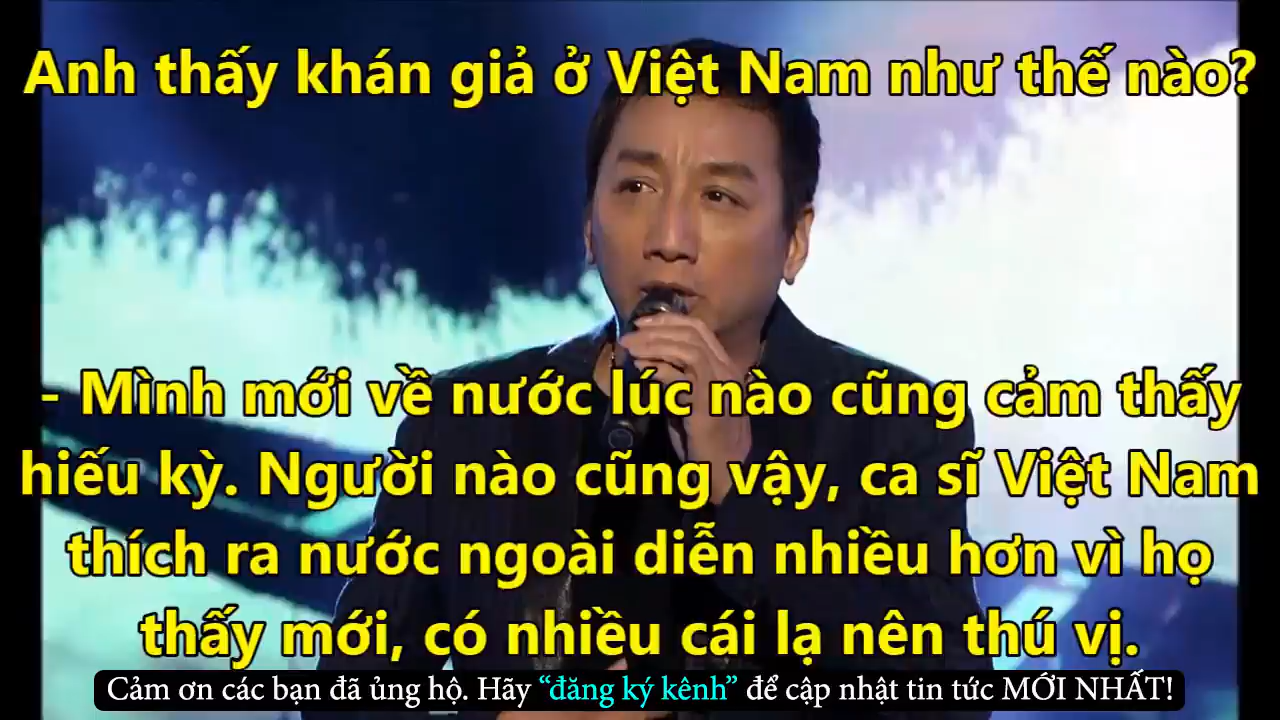 Anh thấy khán giả ở Việt Nam như thế nào?
- Mình mới về nước lúc nào cũng cảm thấy
hiếu kỳ. Người nào cũng vậy, ca sĩ Việt Nam
thích ra nước ngoài diễn nhiều hơn vì họ
thấy mới, có nhiều cái lạ nên thú vị.
Cảm ơn các bạn đã ủng hộ. Hãy “đăng ký kênh” để cập nhật tin tức MỚI NHẤT!